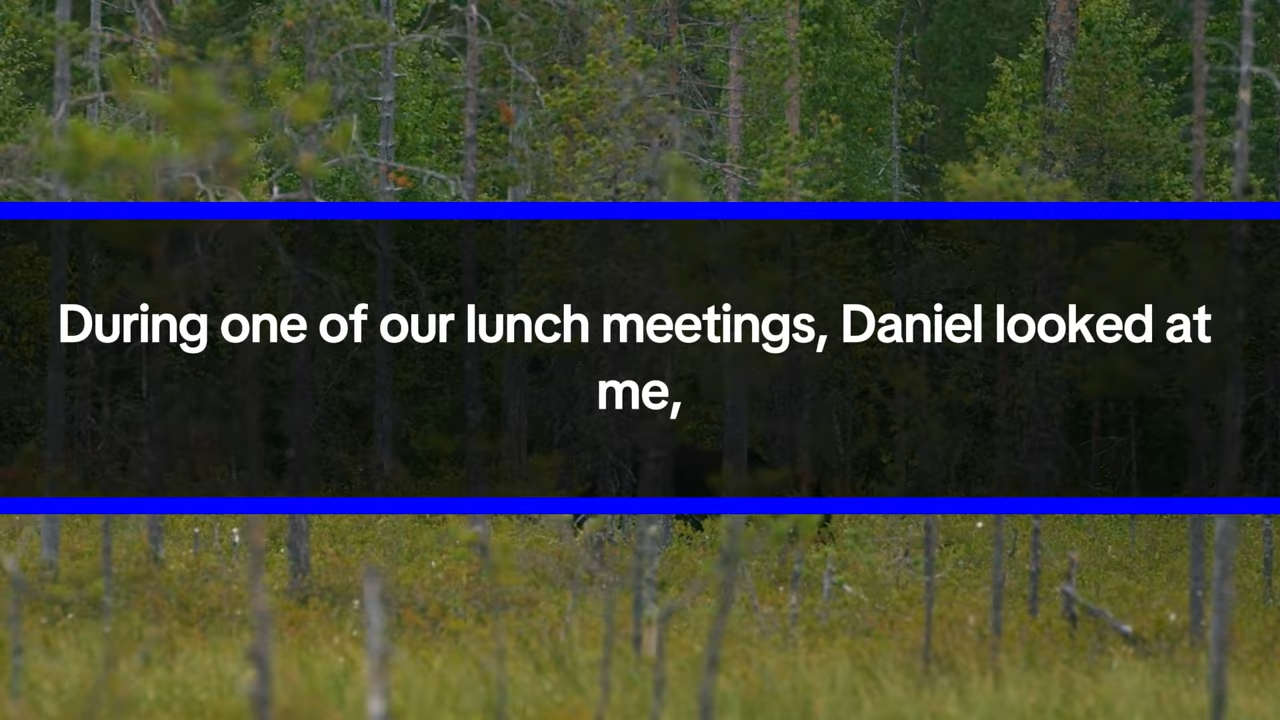 During one of our lunch meetings, Daniel looked at
me,